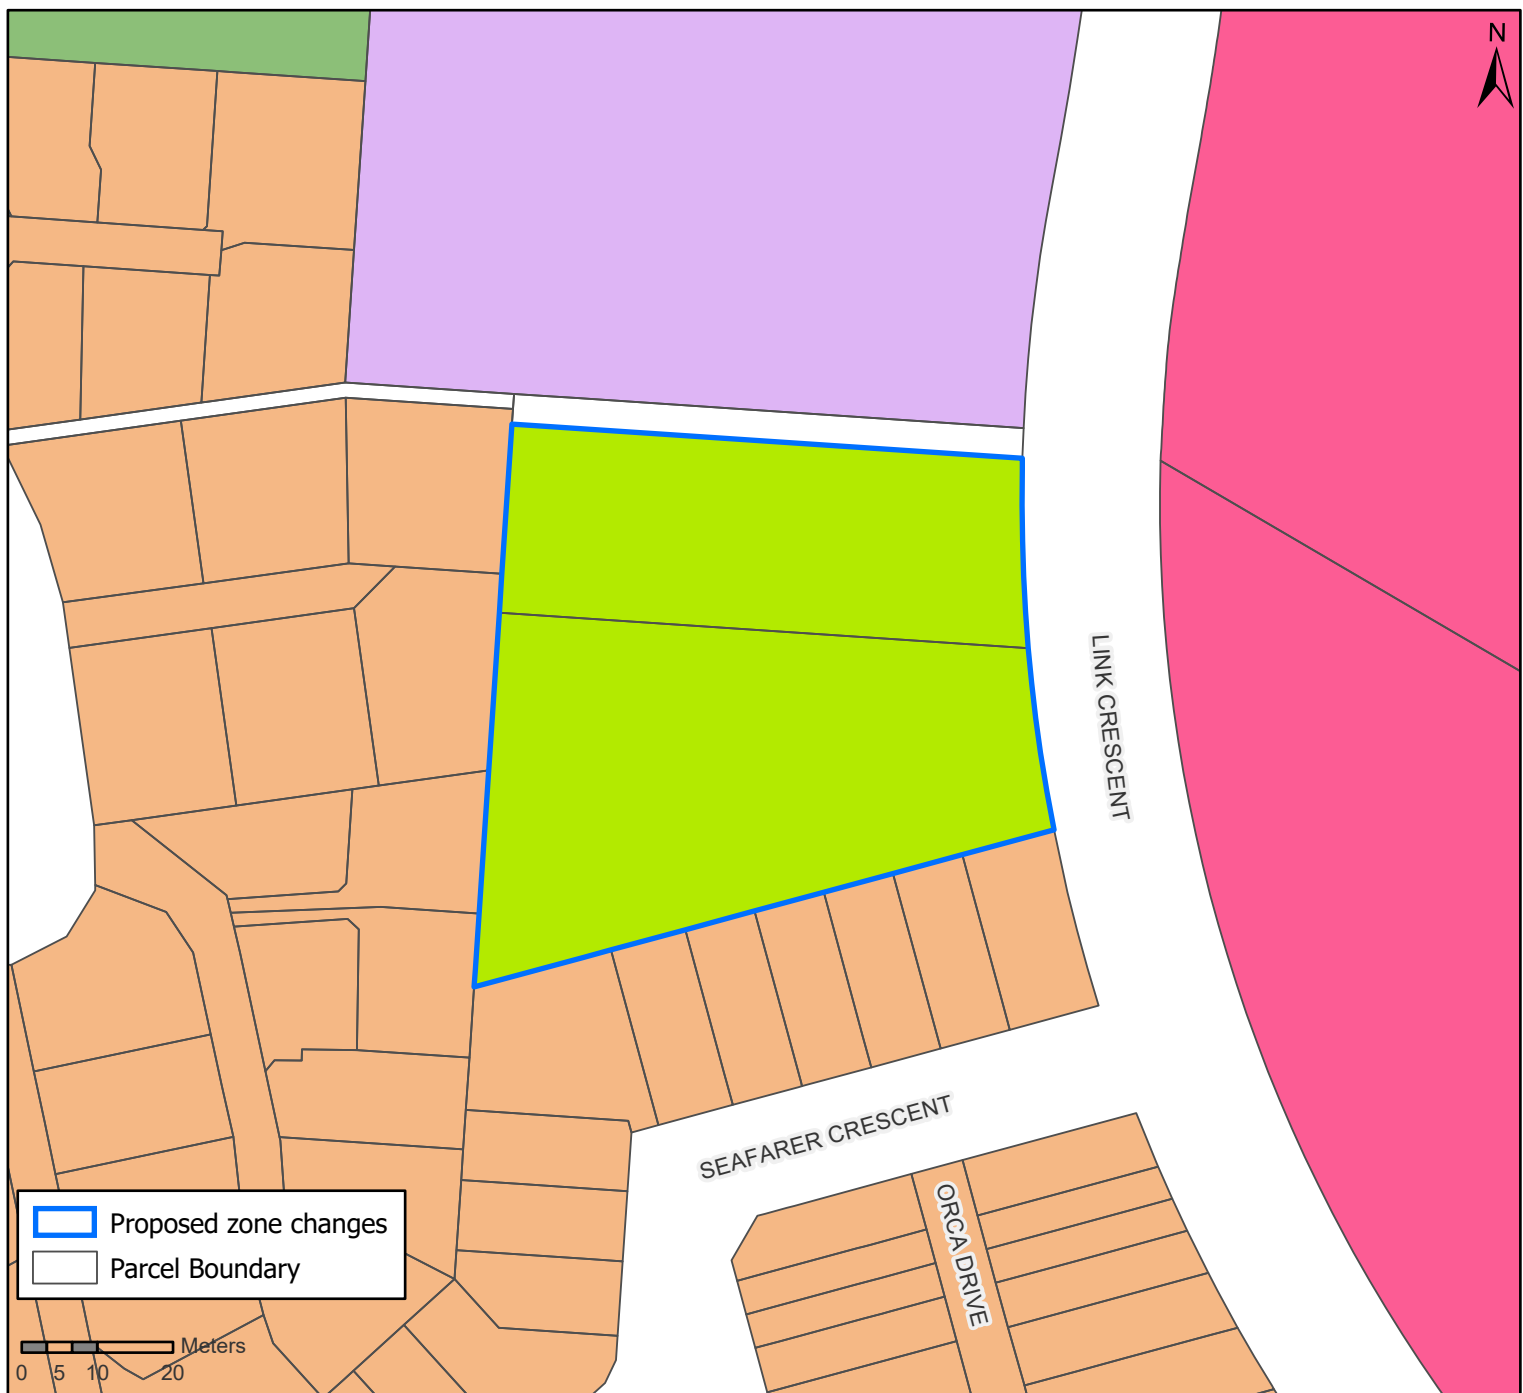 N
LINK CRESCENT
SEAFARER CRESCENT
ORCA DRIVE
Proposed zone changes
Parcel Boundary
Meters
0 5 10 20